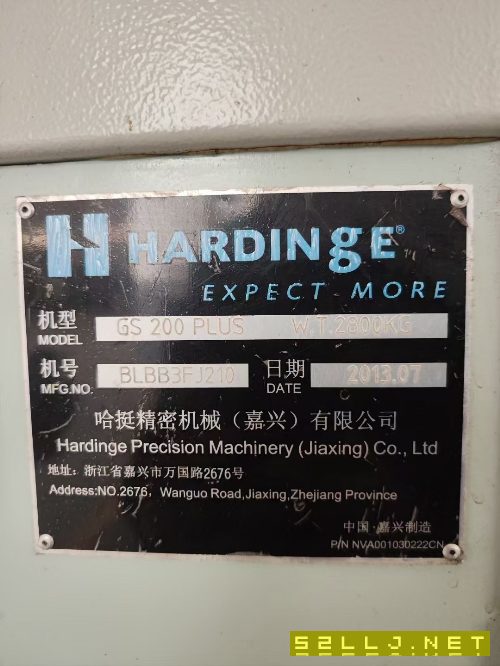 H HARDINgE®
EXPECT MORE
机型 MODEL GS 200 PLUS W.T.2800KG
机号 MFG.NO. BLBB3FJ210 日期 DATE 2013.07
哈挺精密机械（嘉兴）有限公司
Hardinge Precision Machinery (Jiaxing) Co., Ltd
地址: 浙江省嘉兴市万国路2676号
Address:NO.2676, Wanguo Road,Jiaxing,Zhejiang Province
中国·嘉兴制造
P/N NVA001030222CN
52LLJ.NET